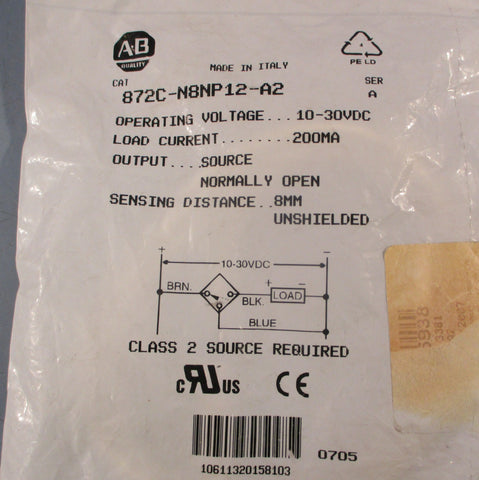 A-B
QUALITY
MADE IN ITALY
PE LD
CAT
SER
872C-N8NP12-A2
A
OPERATING VOLTAGE...10-30VDC
LOAD CURRENT........200MA
OUTPUT....SOURCE
NORMALLY OPEN
SENSING DISTANCE..8MM
UNSHIELDED
+ -
10-30VDC
BRN.
+ -
BLK. LOAD
BLUE
CLASS 2 SOURCE REQUIRED
c RU US CE
0705
10611320158103